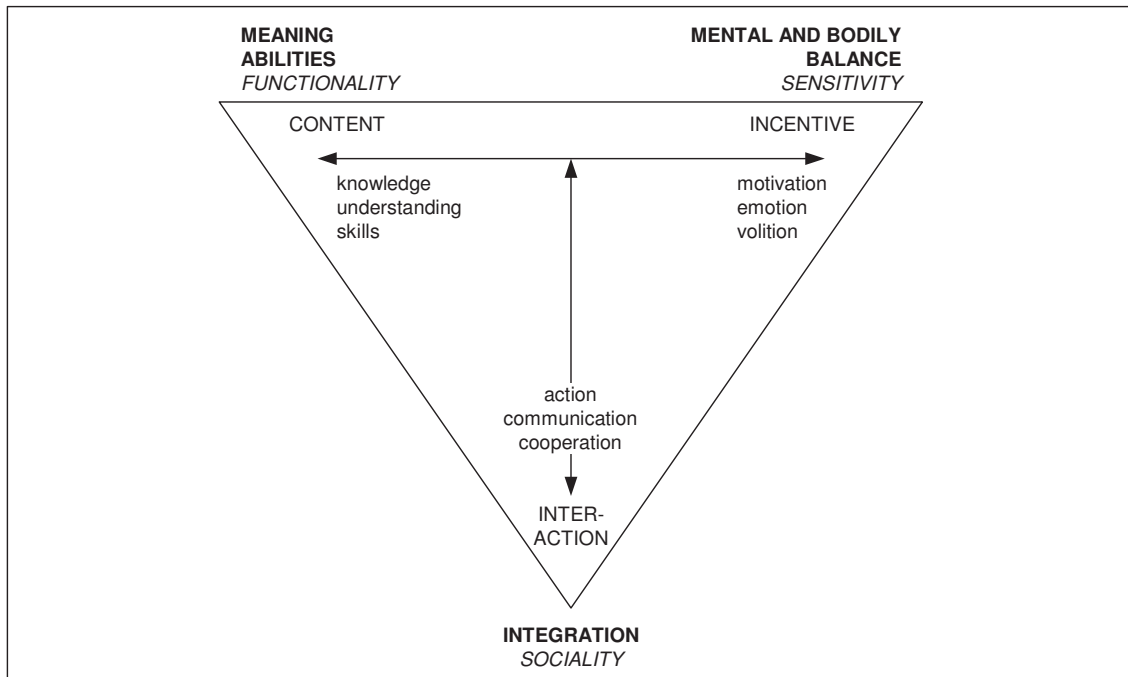 MEANING
ABILITIES
FUNCTIONALITY
MENTAL AND BODILY
BALANCE
SENSITIVITY
CONTENT
INCENTIVE
knowledge
understanding
skills
motivation
emotion
volition
action
communication
cooperation
INTER-
ACTION
INTEGRATION
SOCIALITY